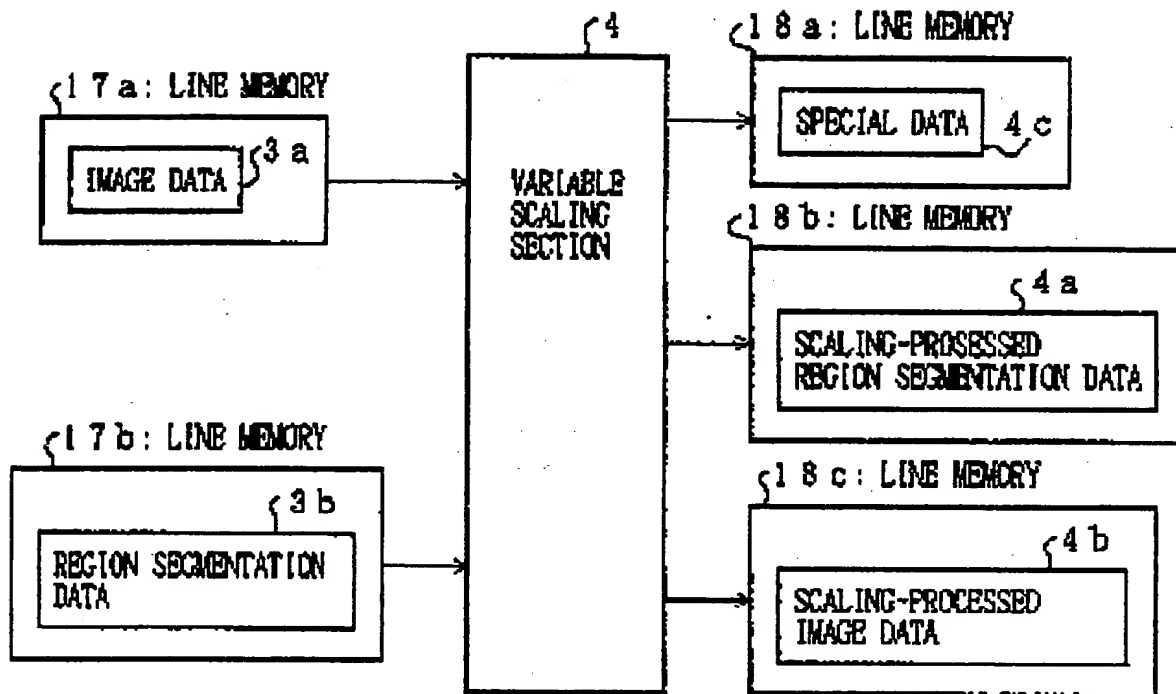 17a: LINE MEMORY
3a
IMAGE DATA
17b: LINE MEMORY
3b
REGION SEGMENTATION
DATA
4
VARIABLE
SCALING
SECTION
18a: LINE MEMORY
SPECIAL DATA
4c
18b: LINE MEMORY
4a
SCALING-PROSESSED
REGION SEGMENTATION DATA
18c: LINE MEMORY
4b
SCALING-PROCESSED
IMAGE DATA